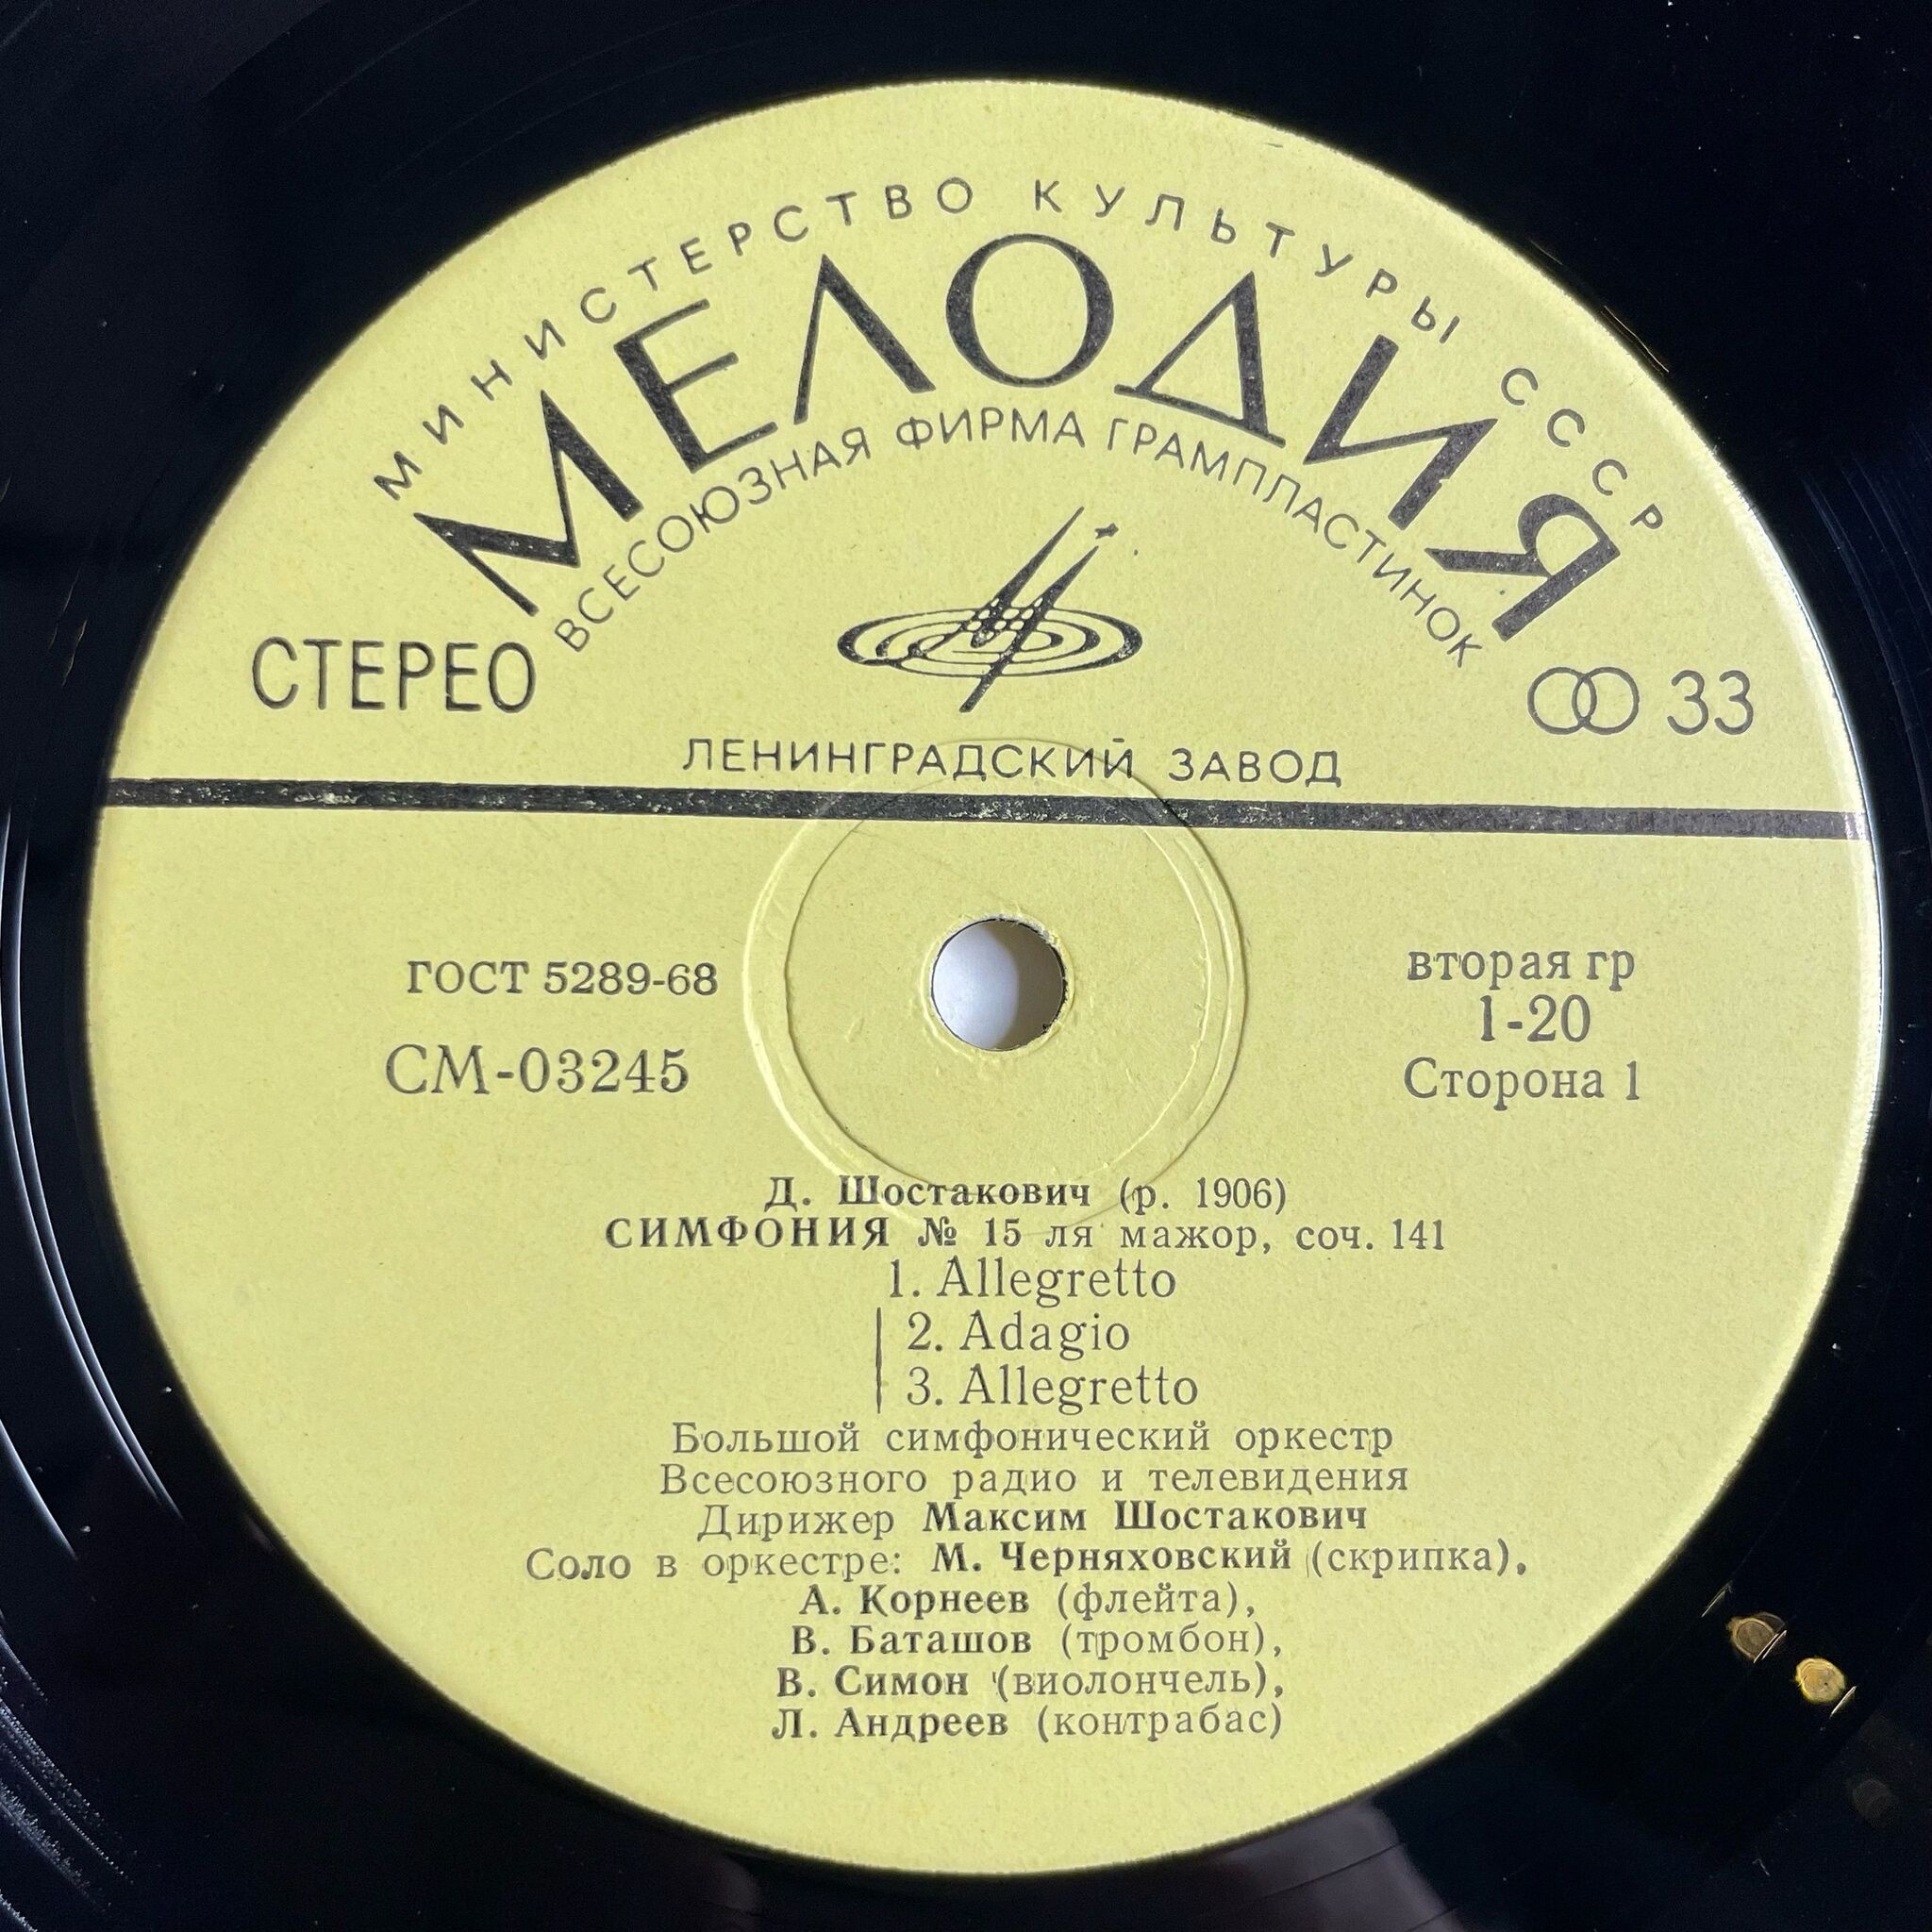 МИНИСТЕРСТВО КУЛЬТУРЫ СССР
МЕЛОДИЯ
ВСЕСОЮЗНАЯ ФИРМА ГРАМПЛАСТИНОК
СТЕРЕО
33
ЛЕНИНГРАДСКИЙ ЗАВОД
ГОСТ 5289-68
вторая гр
1-20
СМ-03245
Сторона 1
Д. Шостакович (р. 1906)
СИМФОНИЯ № 15 ля мажор, соч. 141
1. Allegretto
2. Adagio
3. Allegretto
Большой симфонический оркестр
Всесоюзного радио и телевидения
Дирижер Максим Шостакович
Соло в оркестре: М. Черняховский (скрипка),
А. Корнеев (флейта),
В. Баташов (тромбон),
В. Симон (виолончель),
Л. Андреев (контрабас)